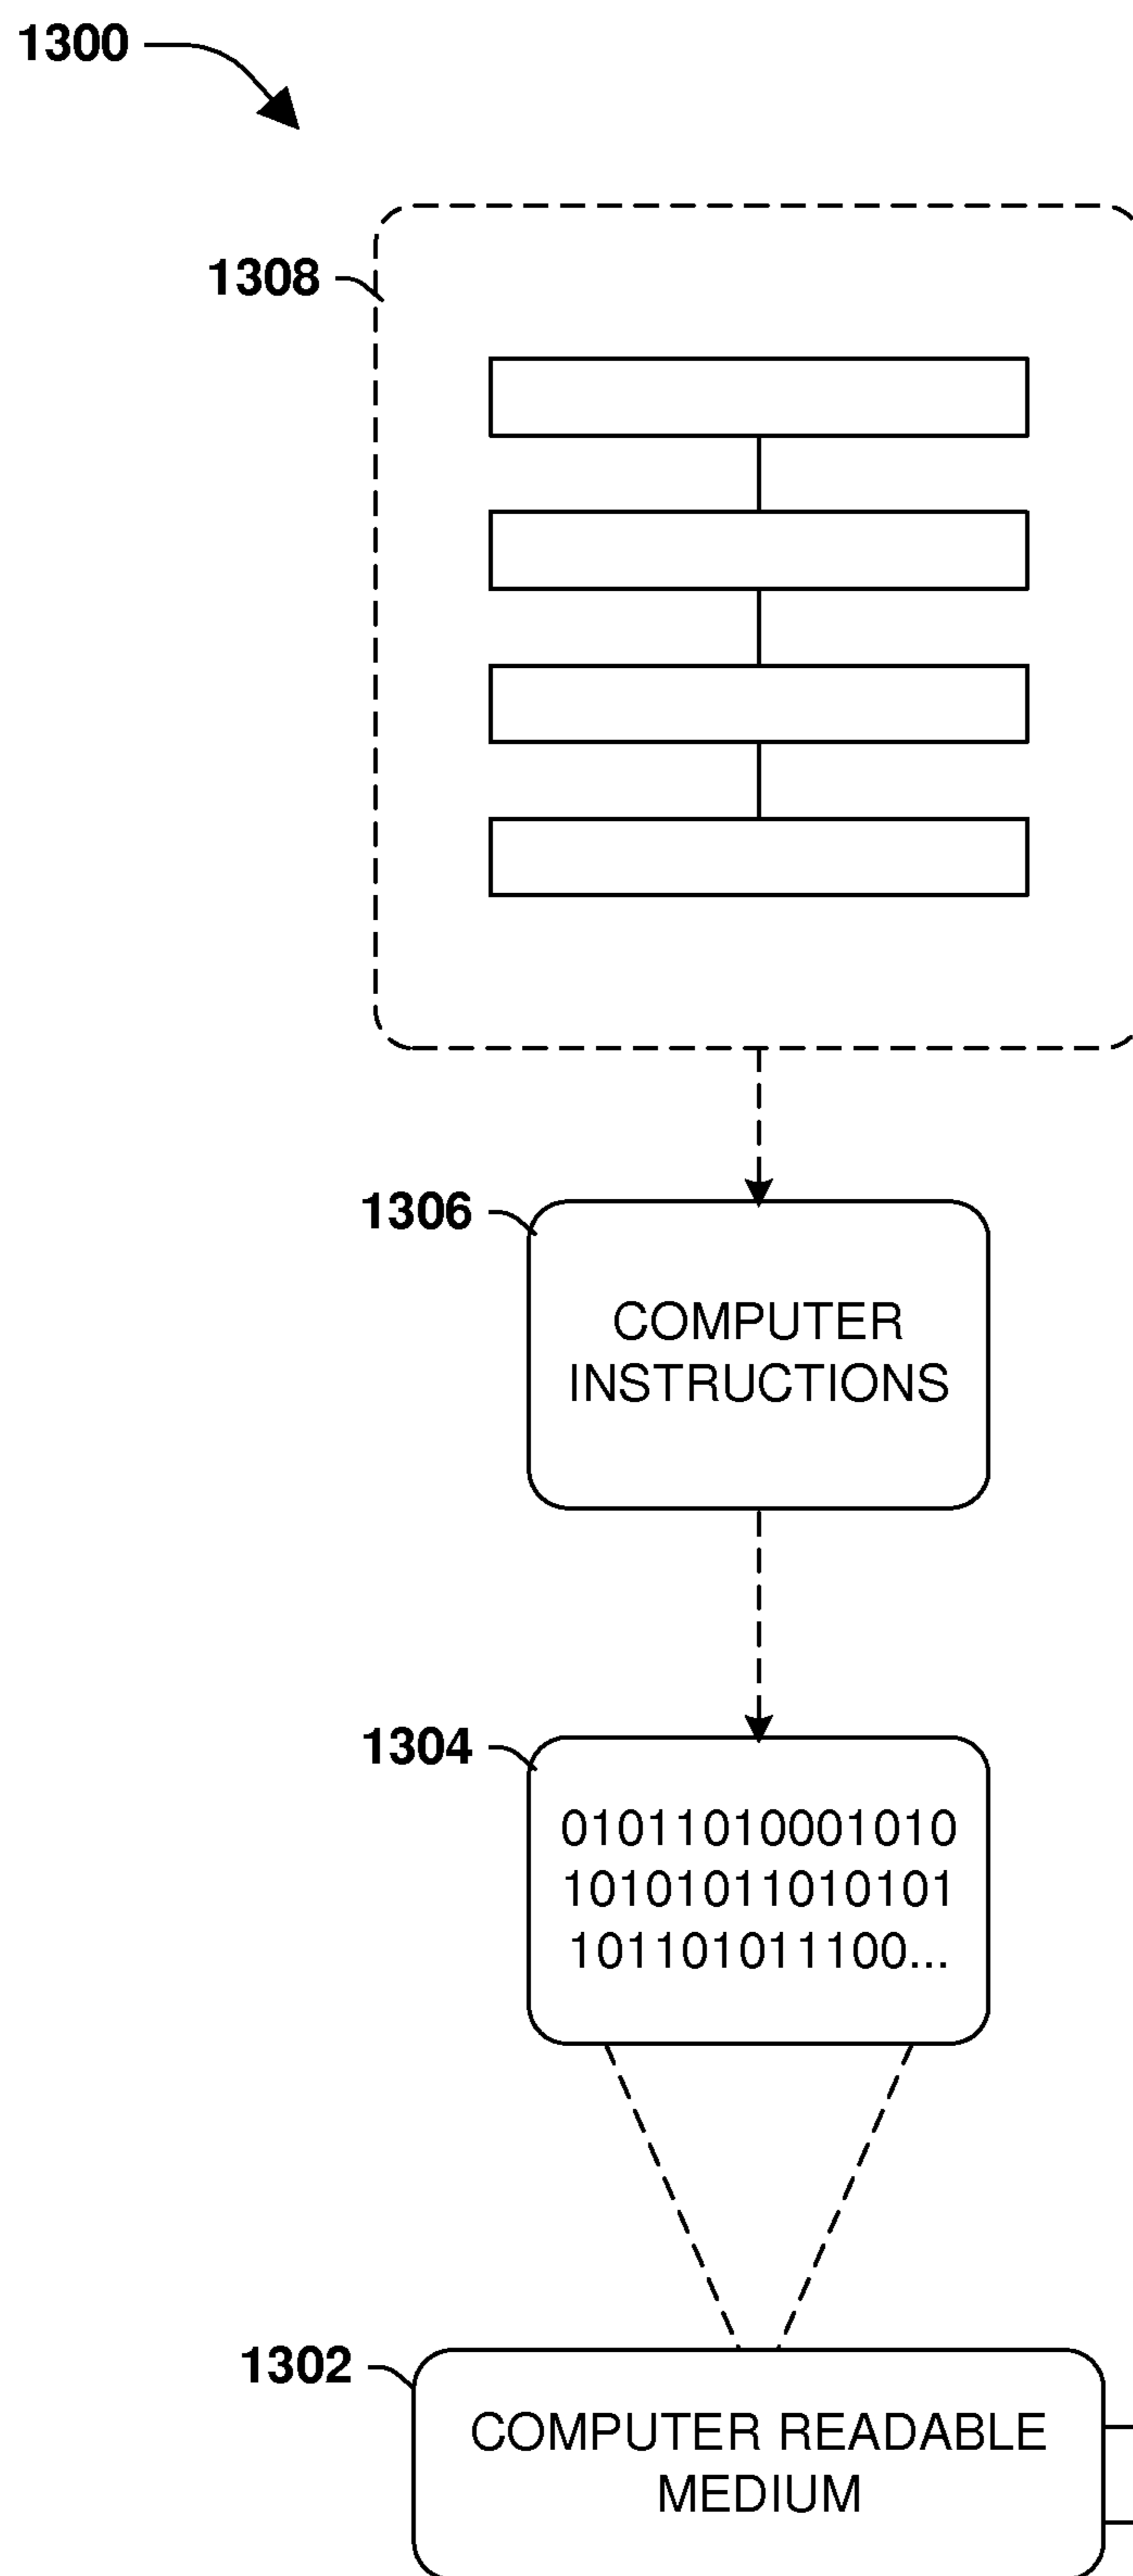 1300
1308
1306
COMPUTER
INSTRUCTIONS
1304
01011010001010
10101011010101
101101011100...
1302
COMPUTER READABLE
MEDIUM